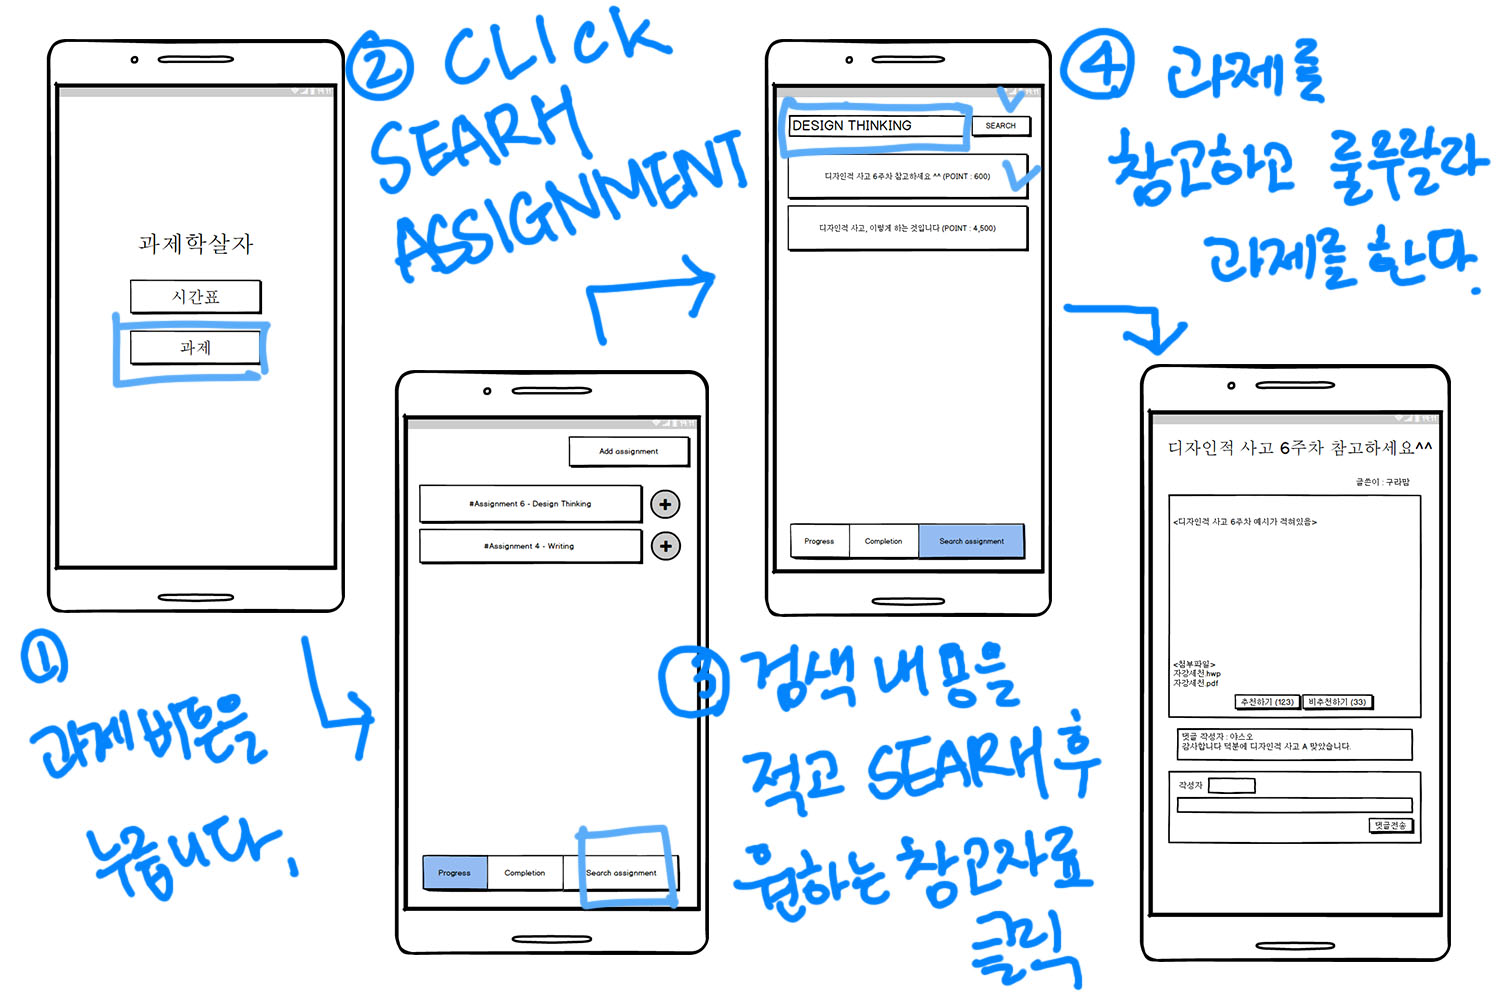 과제학살자
시간표
과제
①
과제 버튼을
누릅니다.
② CLICK
SEARH
ASSIGNMENT
Add assignment
#Assignment 6 - Design Thinking
#Assignment 4 - Writing
Progress
Completion
Search assignment
DESIGN THINKING
SEARCH
디자인적 사고 6주차 참고하세요 ^^ (POINT : 600)
디자인적 사고, 이렇게 하는 것입니다 (POINT : 4,500)
Progress
Completion
Search assignment
③ 검색 내용을
적고 SEARH 후
원하는 참고자료
클릭
④ 과제를
참고하고 룰루랄라
과제를 한다.
디자인적 사고 6주차 참고하세요^^
글쓴이 : 구라맘
<디자인적 사고 6주차 예시가 적혀있음>
<첨부파일>
자강세천.hwp
자강세천.pdf
추천하기 (123)
비추천하기 (33)
댓글 작성자 : 야스오
감사합니다 덕분에 디자인적 사고 A 맞았습니다.
작성자
댓글전송